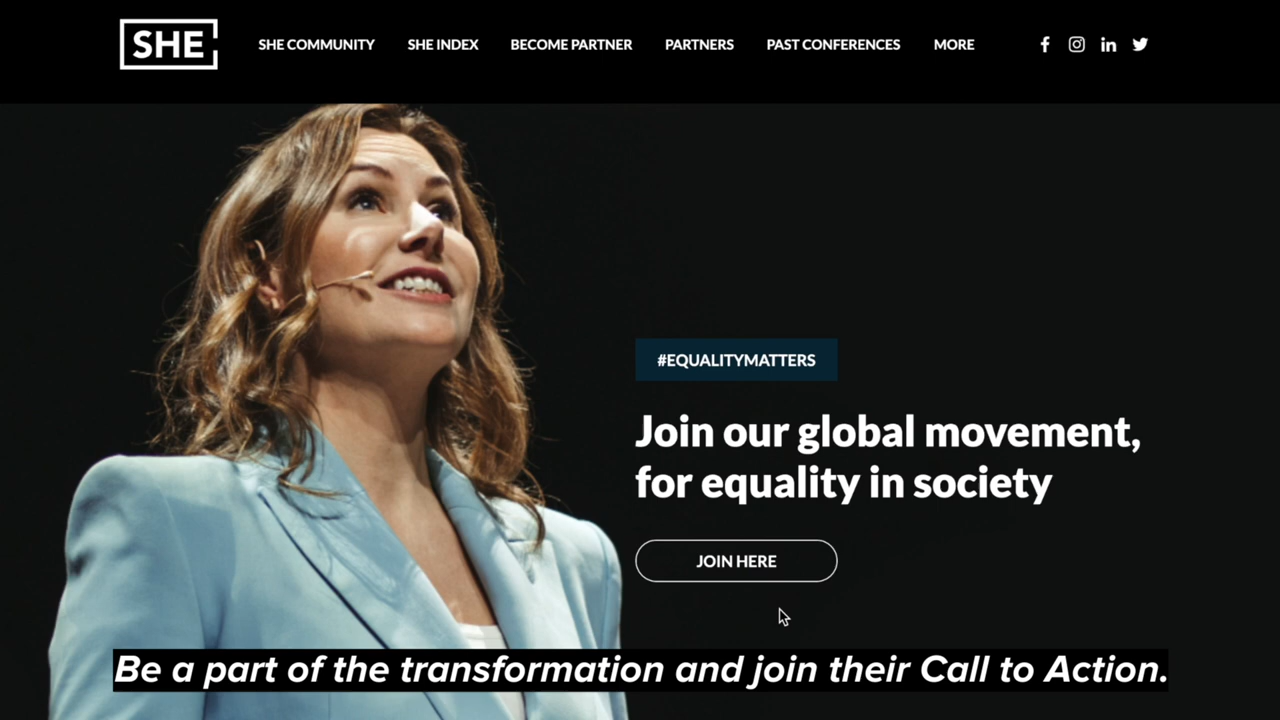 SHE
SHE COMMUNITY
SHE INDEX
BECOME PARTNER
PARTNERS
PAST CONFERENCES
MORE
#EQUALITYMATTERS
Join our global movement,
for equality in society
JOIN HERE
Be a part of the transformation and join their Call to Action.